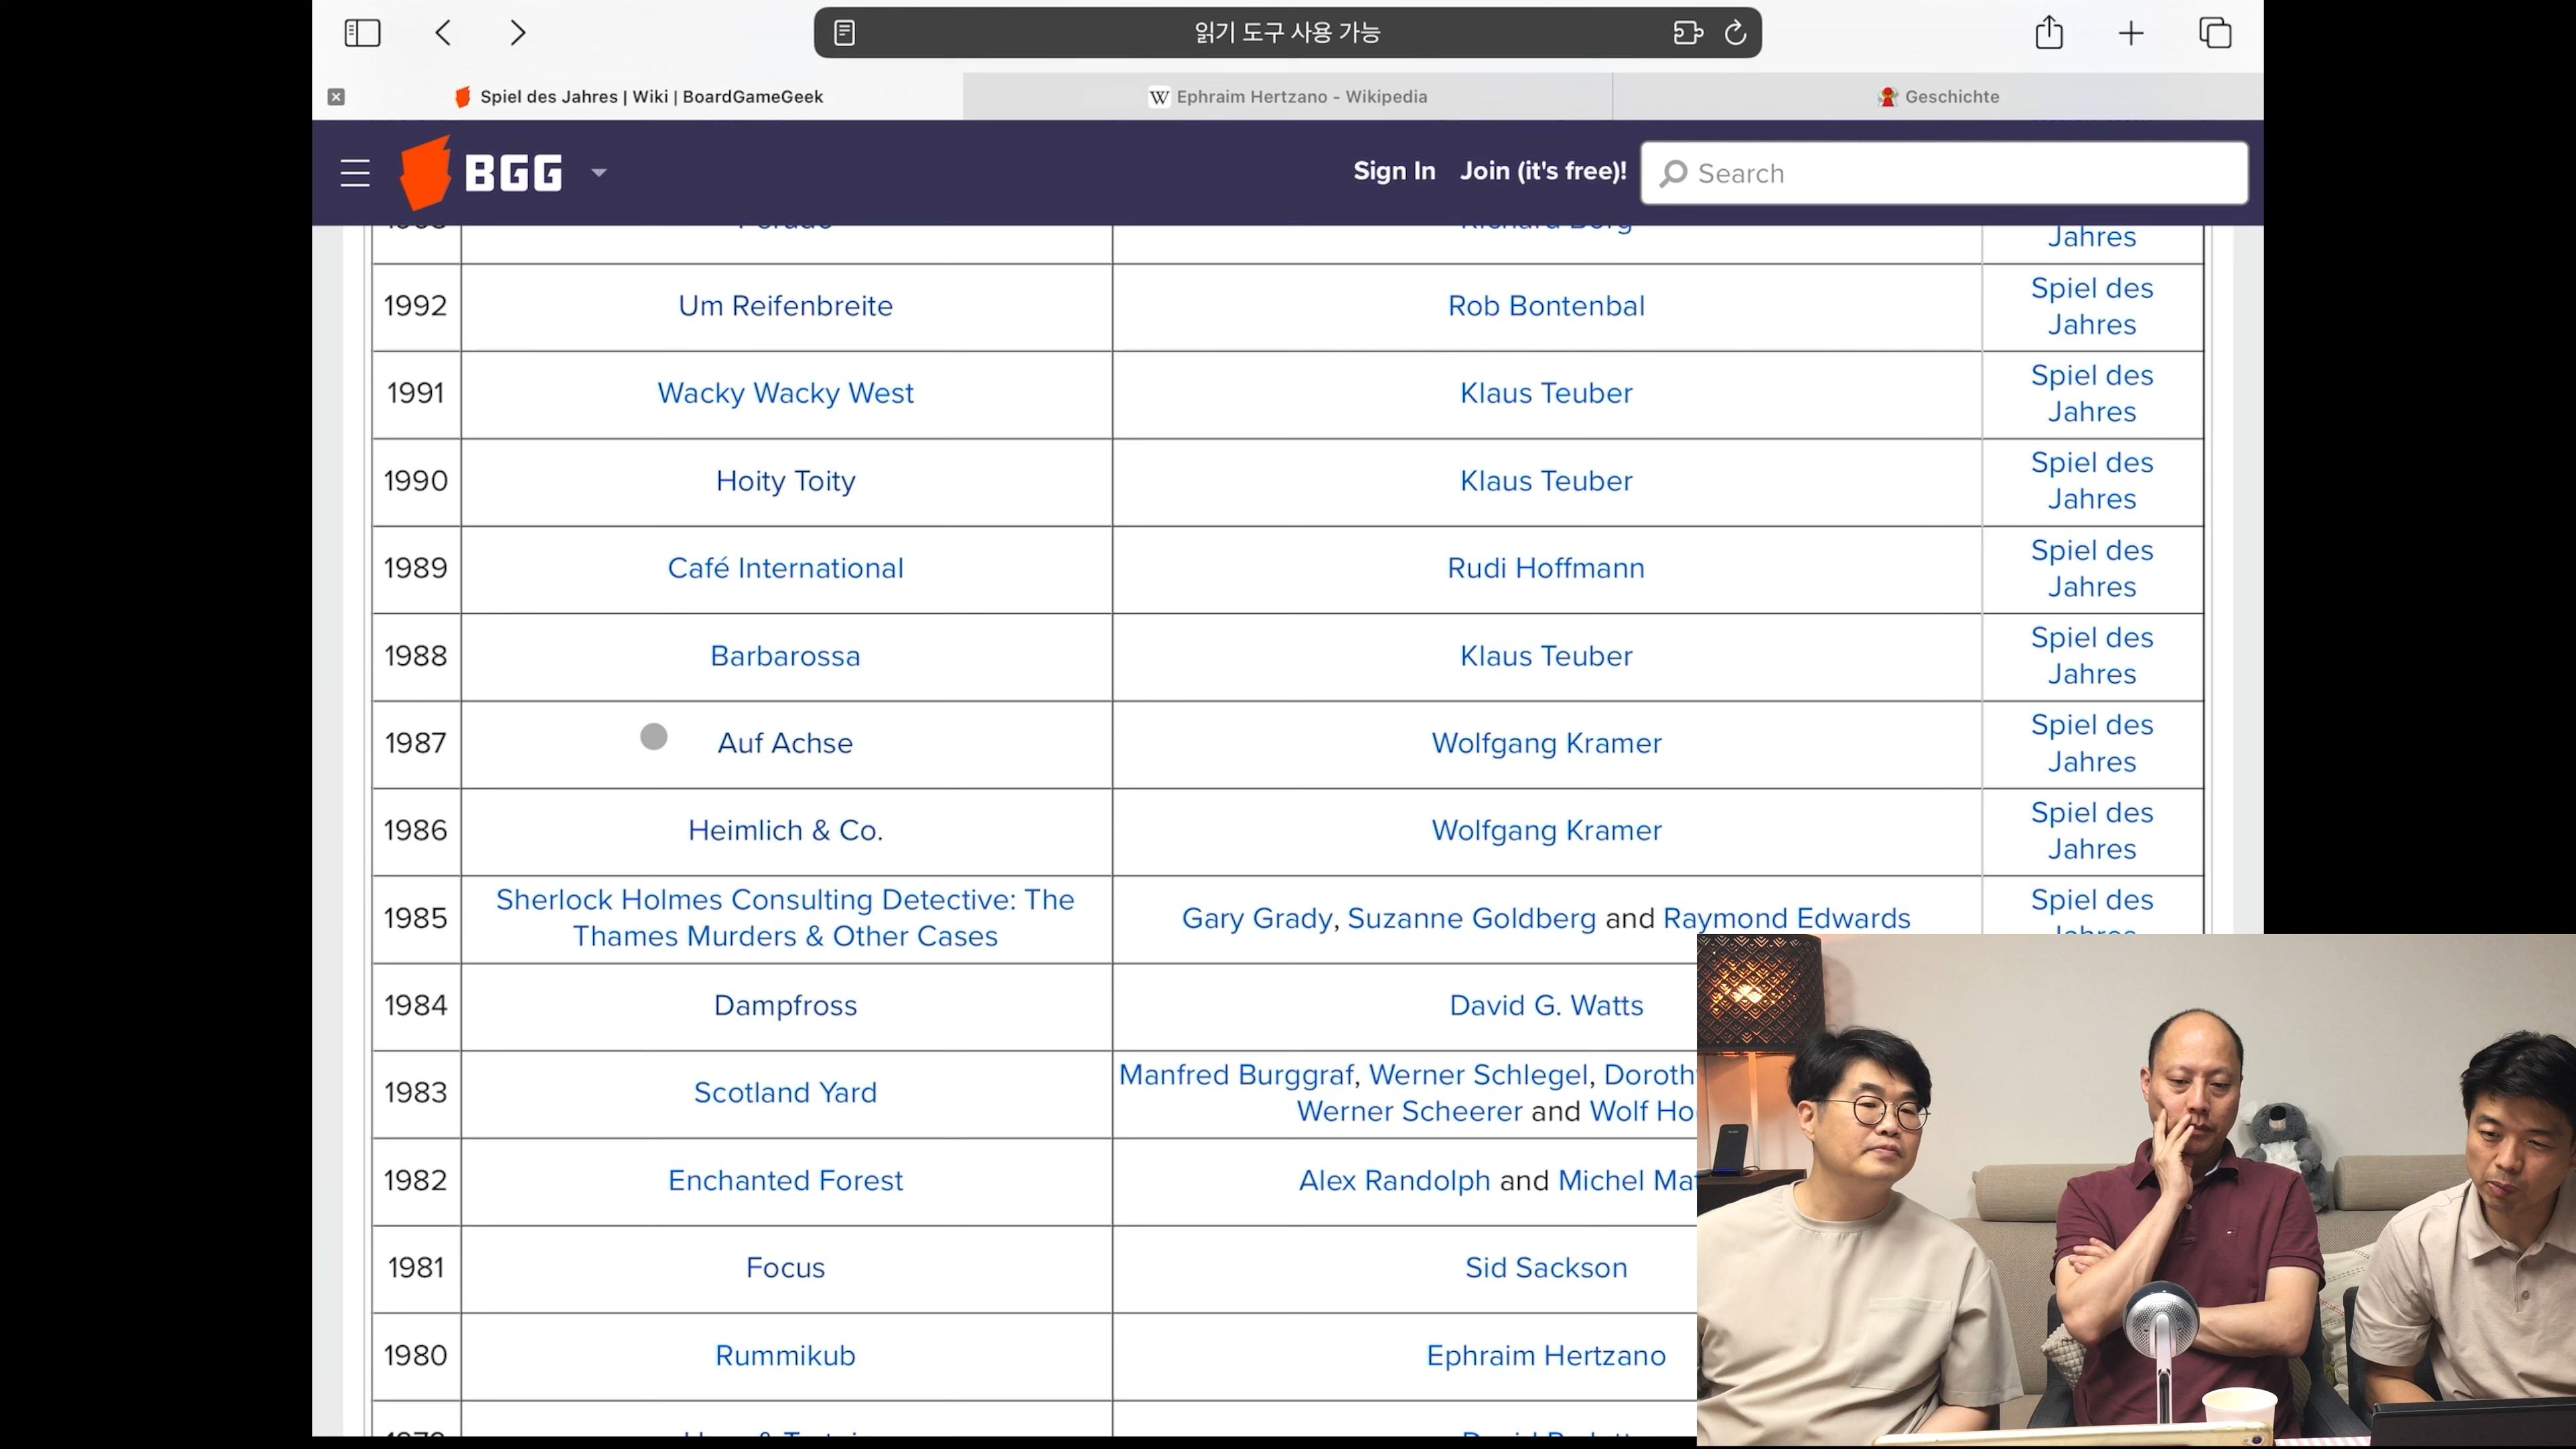 읽기 도구 사용 가능
Spiel des Jahres | Wiki | BoardGameGeek
Ephraim Hertzano - Wikipedia
Geschichte
BGG
Sign In
Join (it's free)!
Search
Jahres
1992
Um Reifenbreite
Rob Bontenbal
Spiel des
Jahres
1991
Wacky Wacky West
Klaus Teuber
Spiel des
Jahres
1990
Hoity Toity
Klaus Teuber
Spiel des
Jahres
1989
Café International
Rudi Hoffmann
Spiel des
Jahres
1988
Barbarossa
Klaus Teuber
Spiel des
Jahres
1987
Auf Achse
Wolfgang Kramer
Spiel des
Jahres
1986
Heimlich & Co.
Wolfgang Kramer
Spiel des
Jahres
1985
Sherlock Holmes Consulting Detective: The
Thames Murders & Other Cases
Gary Grady, Suzanne Goldberg and Raymond Edwards
Spiel des
1984
Dampfross
David G. Watts
1983
Scotland Yard
Manfred Burggraf, Werner Schlegel,
Werner Scheerer and Wolf
1982
Enchanted Forest
Alex Randolph and Michel
1981
Focus
Sid Sackson
1980
Rummikub
Ephraim Hertzano